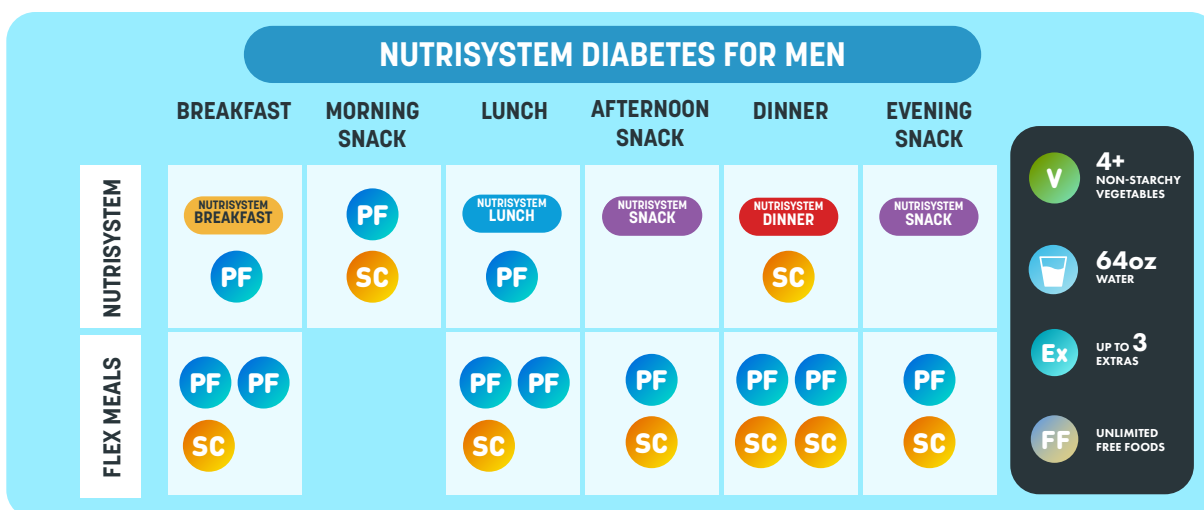 NUTRISYSTEM DIABETES FOR MEN
BREAKFAST
MORNING
SNACK
LUNCH
AFTERNOON
SNACK
DINNER
EVENING
SNACK
NUTRISYSTEM
NUTRISYSTEM
BREAKFAST
PF
PF
SC
NUTRISYSTEM
LUNCH
PF
NUTRISYSTEM
SNACK
NUTRISYSTEM
DINNER
SC
NUTRISYSTEM
SNACK
FLEX MEALS
PF PF
SC
PF PF
SC
PF
SC
PF PF
SC SC
PF
SC
V
4+
NON-STARCHY
VEGETABLES
64oz
WATER
Ex
UP TO 3
EXTRAS
FF
UNLIMITED
FREE FOODS